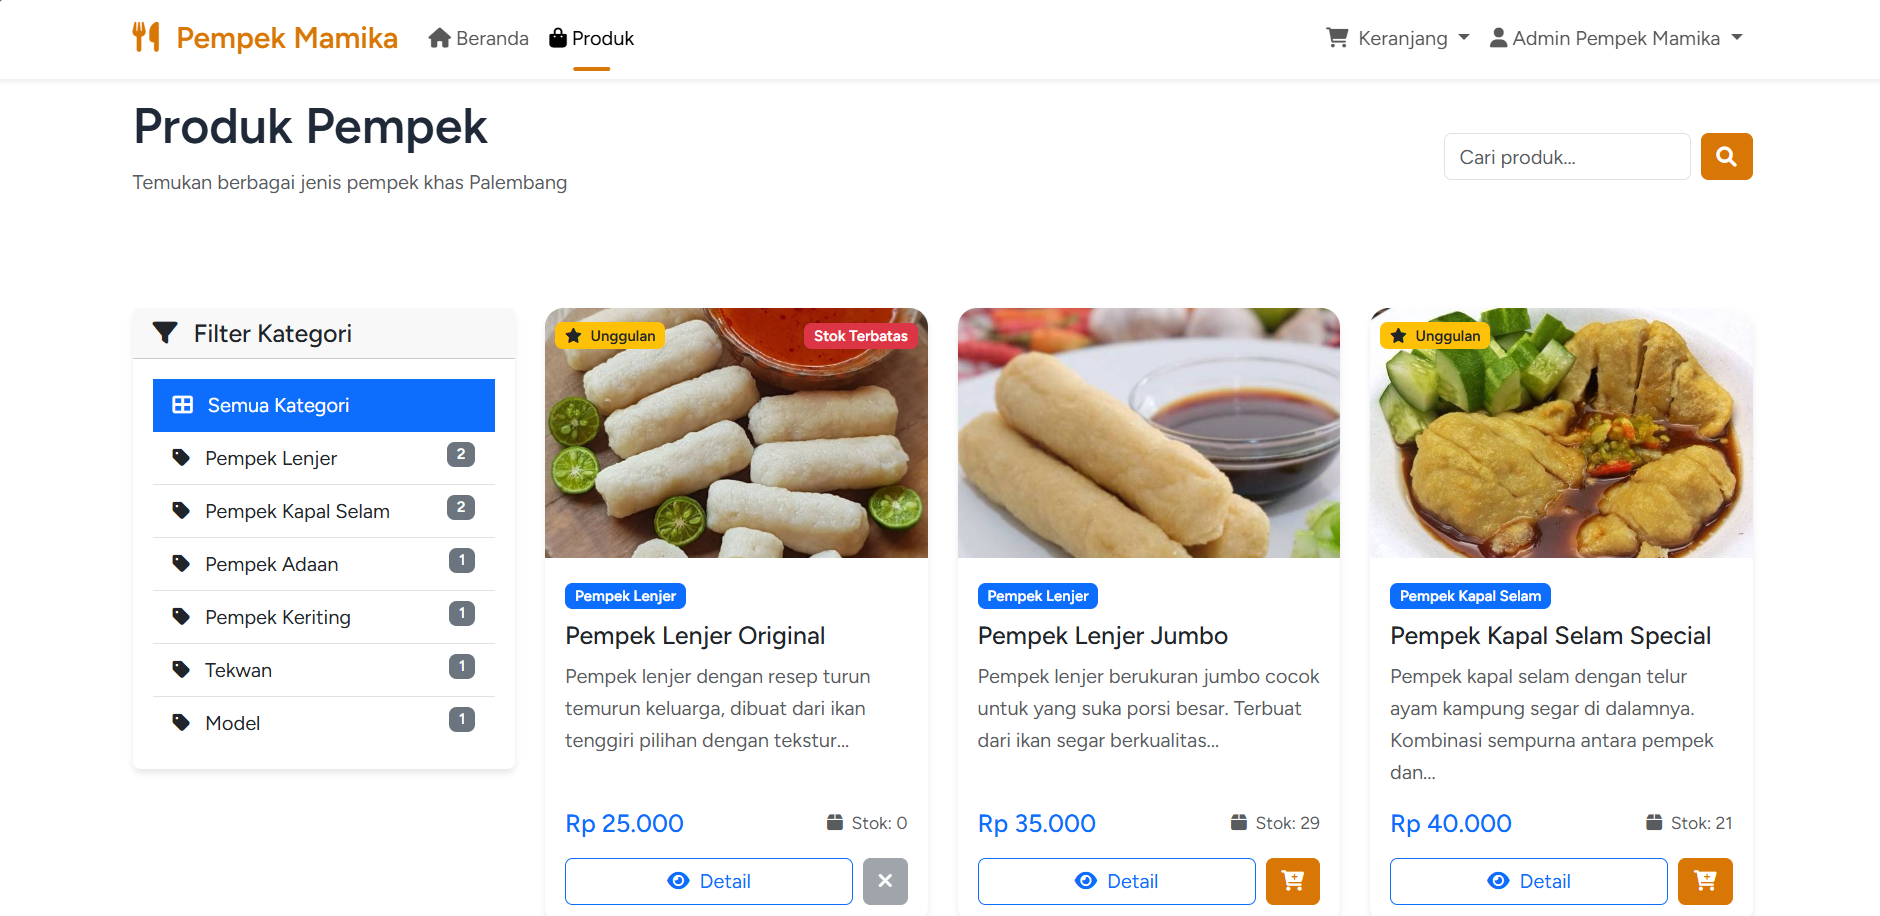 Pempek Mamika
Beranda
Produk
Keranjang
Admin Pempek Mamika
Produk Pempek
Temukan berbagai jenis pempek khas Palembang
Cari produk...
Filter Kategori
Semua Kategori
Pempek Lenjer 2
Pempek Kapal Selam 2
Pempek Adaan 1
Pempek Keriting 1
Tekwan 1
Model 1
Unggulan
Stok Terbatas
Pempek Lenjer
Pempek Lenjer Original
Pempek lenjer dengan resep turun
temurun keluarga, dibuat dari ikan
tenggiri pilihan dengan tekstur...
Rp 25.000
Stok: 0
Detail
Pempek Lenjer
Pempek Lenjer Jumbo
Pempek lenjer berukuran jumbo cocok
untuk yang suka porsi besar. Terbuat
dari ikan segar berkualitas...
Rp 35.000
Stok: 29
Detail
Unggulan
Pempek Kapal Selam
Pempek Kapal Selam Special
Pempek kapal selam dengan telur
ayam kampung segar di dalamnya.
Kombinasi sempurna antara pempek
dan...
Rp 40.000
Stok: 21
Detail